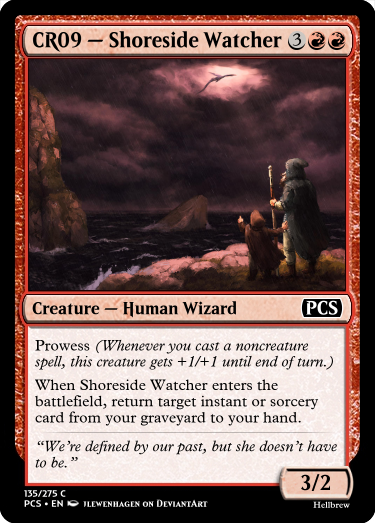 CR09 — Shoreside Watcher 3
Creature — Human Wizard PCS
Prowess (Whenever you cast a noncreature
spell, this creature gets +1/+1 until end of turn.)
When Shoreside Watcher enters the
battlefield, return target instant or sorcery
card from your graveyard to your hand.
“We’re defined by our past, but she doesn’t have
to be.”
3/2
135/275 C
PCS • EN ILEWENHAGEN ON DEVIANTART
Hellbrew